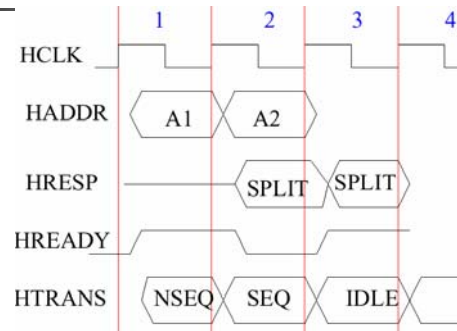 1 2 3 4
HCLK
HADDR A1 A2
HRESP SPLIT SPLIT
HREADY
HTRANS NSEQ SEQ IDLE